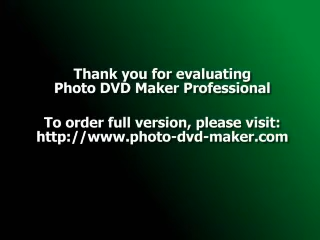 Thank you for evaluating
Photo DVD Maker Professional
To order full version, please visit:
http://www.photo-dvd-maker.com